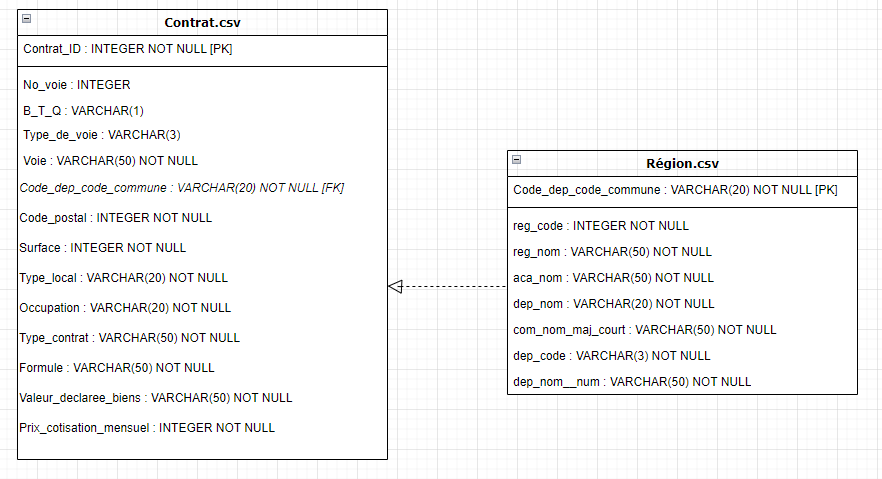 Contrat.csv
Contrat_ID : INTEGER NOT NULL [PK]
No_voie : INTEGER
B_T_Q : VARCHAR(1)
Type_de_voie : VARCHAR(3)
Voie : VARCHAR(50) NOT NULL
Code_dep_code_commune : VARCHAR(20) NOT NULL [FK]
Code_postal : INTEGER NOT NULL
Surface : INTEGER NOT NULL
Type_local : VARCHAR(20) NOT NULL
Occupation : VARCHAR(20) NOT NULL
Type_contrat : VARCHAR(50) NOT NULL
Formule : VARCHAR(50) NOT NULL
Valeur_declaree_biens : VARCHAR(50) NOT NULL
Prix_cotisation_mensuel : INTEGER NOT NULL
Région.csv
Code_dep_code_commune : VARCHAR(20) NOT NULL [PK]
reg_code : INTEGER NOT NULL
reg_nom : VARCHAR(50) NOT NULL
aca_nom : VARCHAR(50) NOT NULL
dep_nom : VARCHAR(20) NOT NULL
com_nom_maj_court : VARCHAR(50) NOT NULL
dep_code : VARCHAR(3) NOT NULL
dep_nom__num : VARCHAR(50) NOT NULL